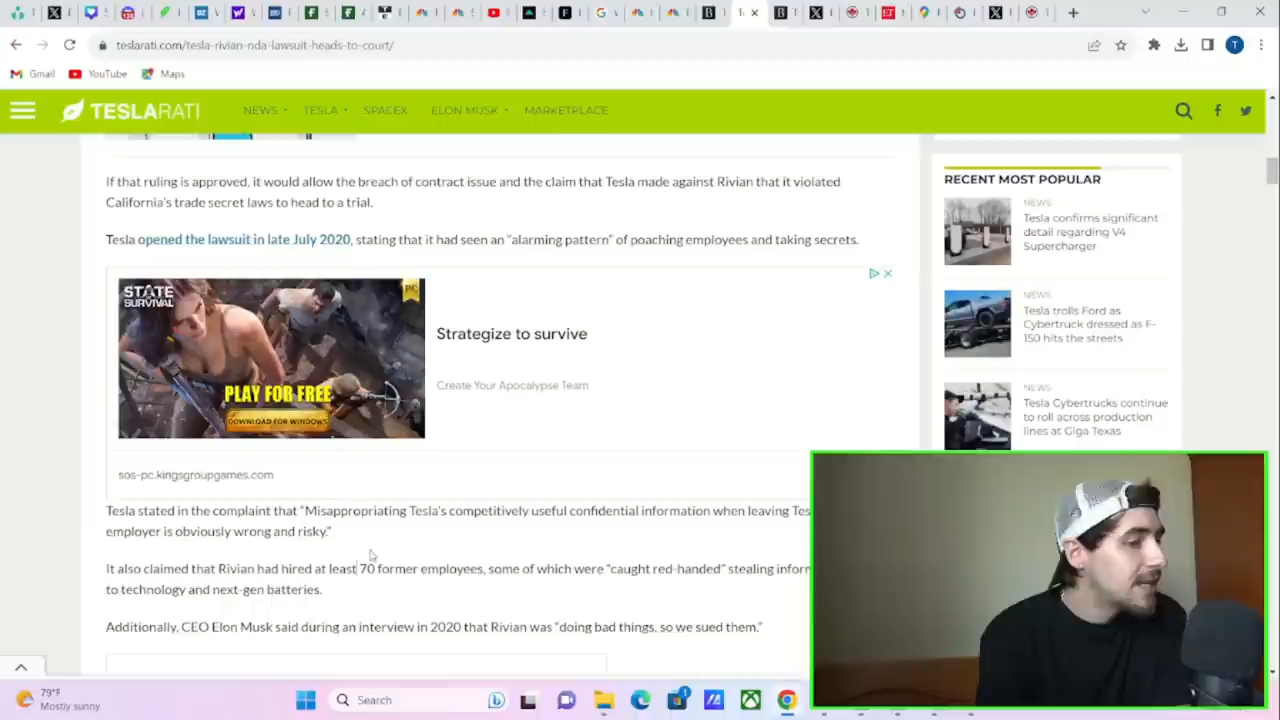 teslarati.com/tesla-rivian-nda-lawsuit-heads-to-court/
Gmail YouTube Maps
TESLARATI NEWS TESLA SPACEX ELON MUSK MARKETPLACE
If that ruling is approved, it would allow the breach of contract issue and the claim that Tesla made against Rivian that it violated
California's trade secret laws to head to a trial.
Tesla opened the lawsuit in late July 2020, stating that it had seen an "alarming pattern" of poaching employees and taking secrets.
STATE
SURVIVAL
PC
PLAY FOR FREE
DOWNLOAD FOR WINDOWS
Strategize to survive
Create Your Apocalypse Team
sos-pc.kingsgroupgames.com
Tesla stated in the complaint that "Misappropriating Tesla's competitively useful confidential information when leaving Tes
employer is obviously wrong and risky."
It also claimed that Rivian had hired at least 70 former employees, some of which were "caught red-handed" stealing inforr
to technology and next-gen batteries.
Additionally, CEO Elon Musk said during an interview in 2020 that Rivian was "doing bad things, so we sued them."
RECENT MOST POPULAR
NEWS
Tesla confirms significant
detail regarding V4
Supercharger
NEWS
Tesla trolls Ford as
Cybertruck dressed as F-
150 hits the streets
NEWS
Tesla Cybertrucks continue
to roll across production
lines at Giga Texas
79°F
Mostly sunny
Search